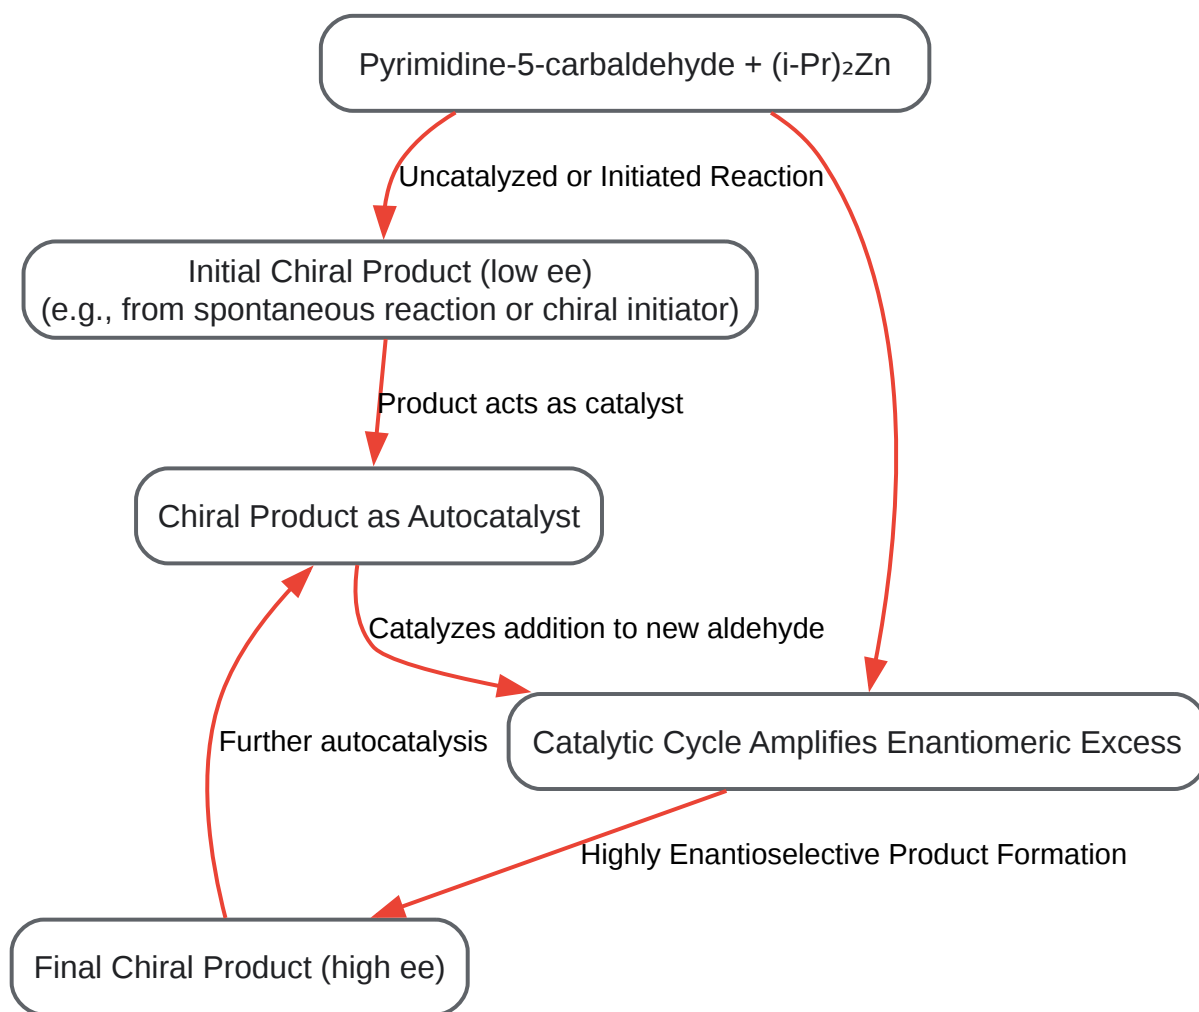 Pyrimidine-5-carbaldehyde + (i-Pr)₂Zn
Uncatalyzed or Initiated Reaction
Initial Chiral Product (low ee)
(e.g., from spontaneous reaction or chiral initiator)
Product acts as catalyst
Chiral Product as Autocatalyst
Catalyzes addition to new aldehyde
Further autocatalysis
Catalytic Cycle Amplifies Enantiomeric Excess
Highly Enantioselective Product Formation
Final Chiral Product (high ee)